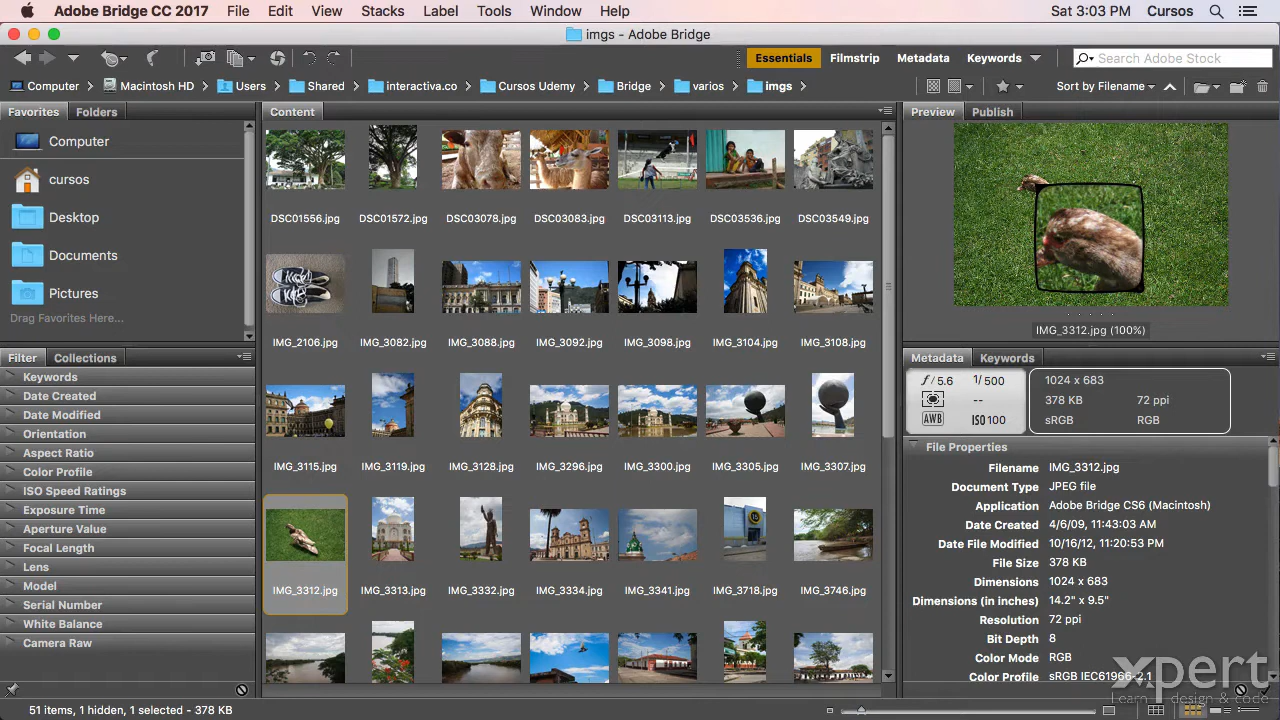 Adobe Bridge CC 2017 File Edit View Stacks Label Tools Window Help Sat 3:03 PM Cursos
imgs - Adobe Bridge
Essentials Filmstrip Metadata Keywords Search Adobe Stock
Computer Macintosh HD Users Shared interactiva.co Cursos Udemy Bridge varios imgs Sort by Filename
Favorites Folders
Computer
cursos
Desktop
Documents
Pictures
Drag Favorites Here...
Filter Collections
Keywords
Date Created
Date Modified
Orientation
Aspect Ratio
Color Profile
ISO Speed Ratings
Exposure Time
Aperture Value
Focal Length
Lens
Model
Serial Number
White Balance
Camera Raw
Content
DSC01556.jpg DSC01572.jpg DSC03078.jpg DSC03083.jpg DSC03113.jpg DSC03536.jpg DSC03549.jpg
IMG_2106.jpg IMG_3082.jpg IMG_3088.jpg IMG_3092.jpg IMG_3098.jpg IMG_3104.jpg IMG_3108.jpg
IMG_3115.jpg IMG_3119.jpg IMG_3128.jpg IMG_3296.jpg IMG_3300.jpg IMG_3305.jpg IMG_3307.jpg
IMG_3312.jpg IMG_3313.jpg IMG_3332.jpg IMG_3334.jpg IMG_3341.jpg IMG_3718.jpg IMG_3746.jpg
Preview Publish
IMG_3312.jpg (100%)
Metadata Keywords
ƒ/5.6 1/500 1024 x 683
-- 378 KB 72 ppi
AWB ISO100 sRGB RGB
File Properties
Filename IMG_3312.jpg
Document Type JPEG file
Application Adobe Bridge CS6 (Macintosh)
Date Created 4/6/09, 11:43:03 AM
Date File Modified 10/16/12, 11:20:53 PM
File Size 378 KB
Dimensions 1024 x 683
Dimensions (in inches) 14.2" x 9.5"
Resolution 72 ppi
Bit Depth 8
Color Mode RGB
Color Profile sRGB IEC61966-2.1
xpert
Learn design & code
51 items, 1 hidden, 1 selected - 378 KB